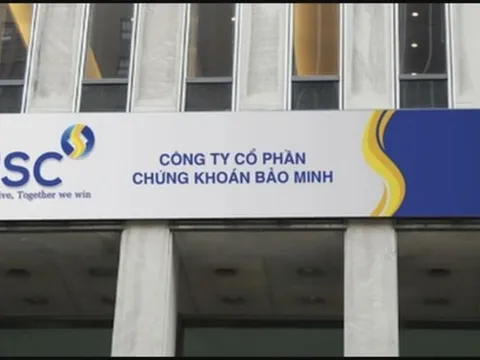 SC
CÔNG TY CỔ PHẦN
CHỨNG KHOÁN BẢO MINH
ive, Together we win